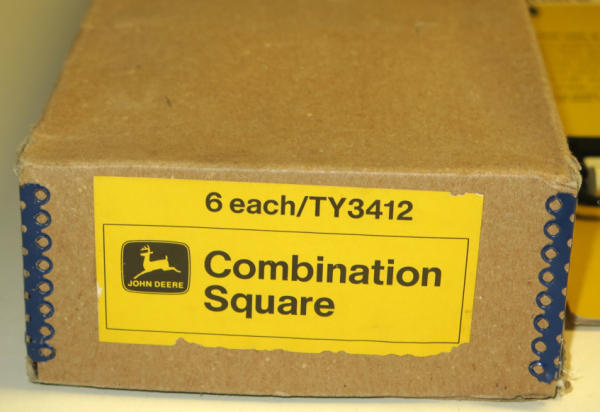 6 each/TY3412
JOHN DEERE
Combination
Square